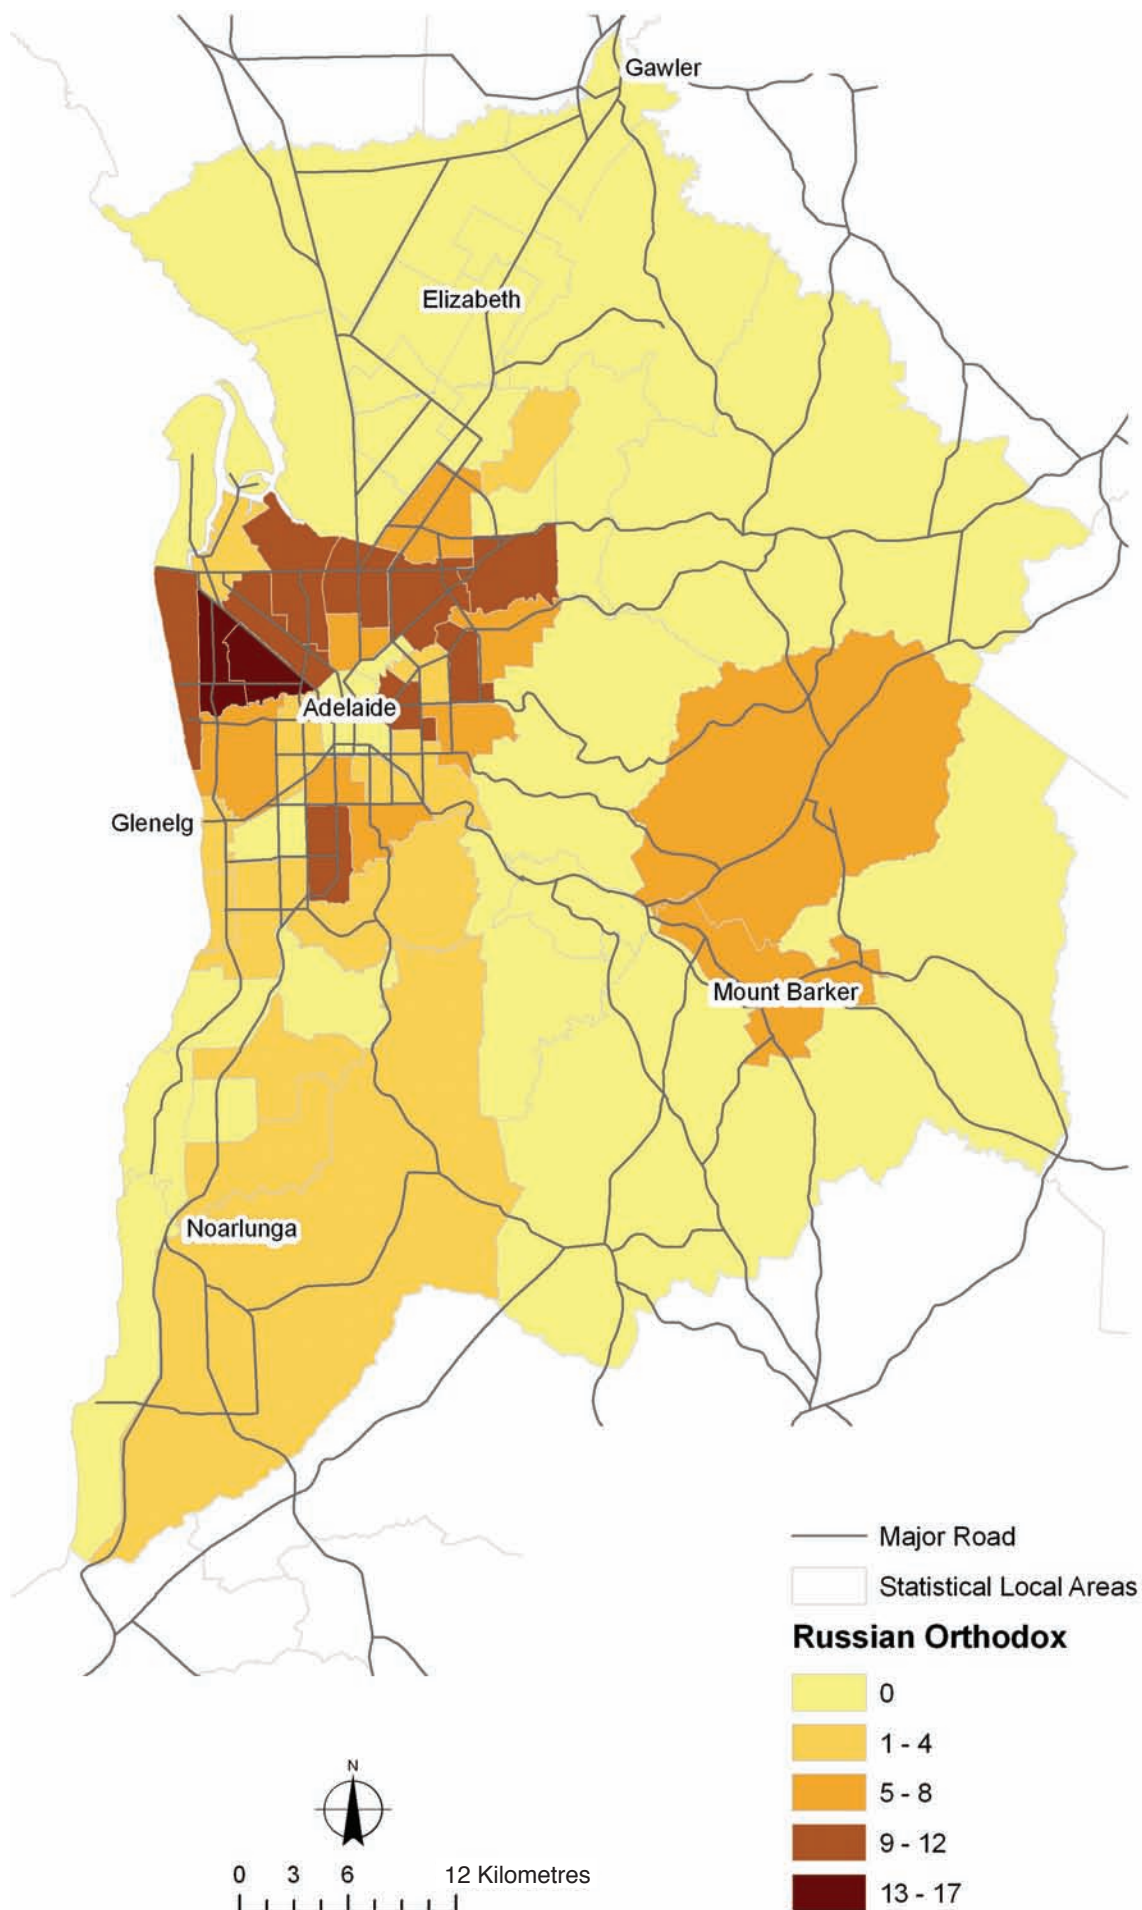 Gawler
Elizabeth
Adelaide
Glenelg
Mount Barker
Noarlunga
Major Road
Statistical Local Areas
Russian Orthodox
0
1 - 4
5 - 8
9 - 12
13 - 17
N
0 3 6 12 Kilometres